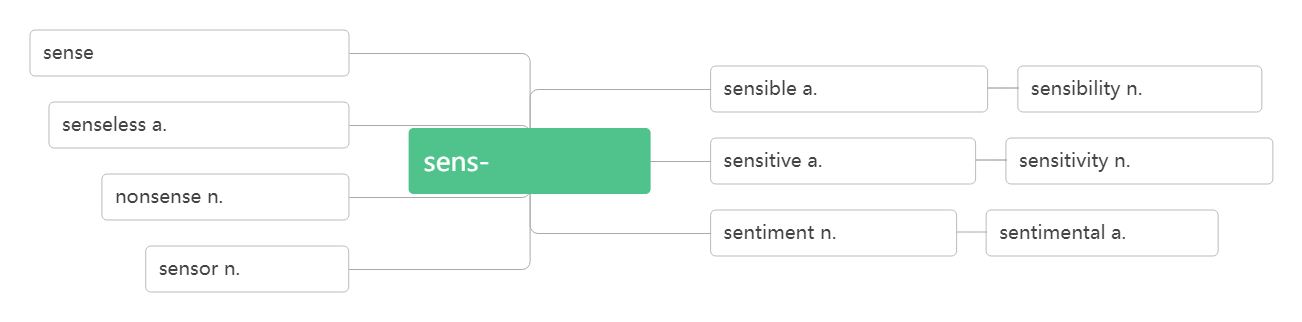 sense
senseless a.
nonsense n.
sensor n.
sens-
sensible a.
sensibility n.
sensitive a.
sensitivity n.
sentiment n.
sentimental a.